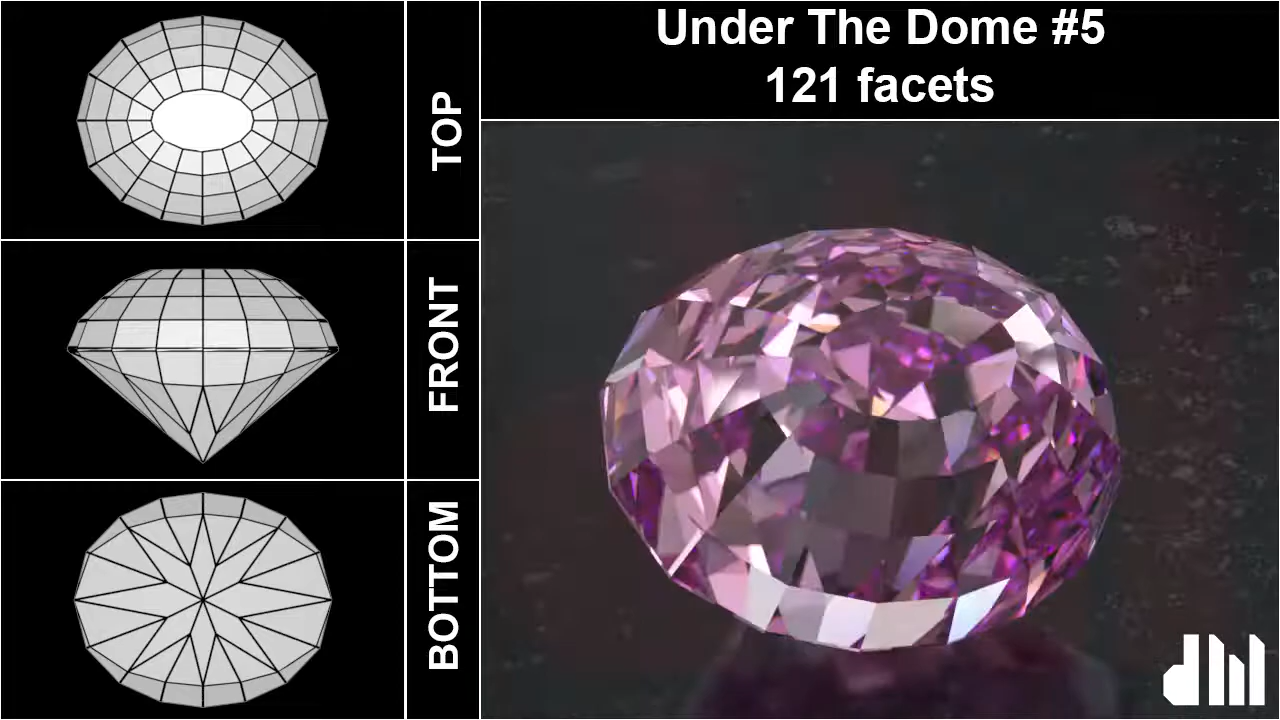 Under The Dome #5
121 facets
TOP
FRONT
BOTTOM